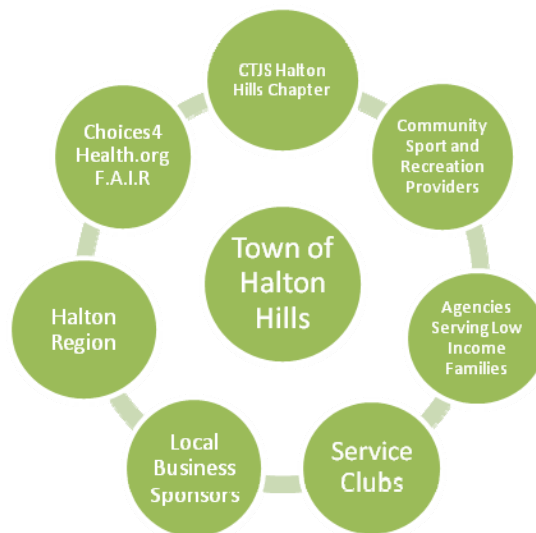 CTJS Halton
Hills Chapter
Community
Sport and
Recreation
Providers
Agencies
Serving Low
Income
Families
Service
Clubs
Local
Business
Sponsors
Halton
Region
Choices4
Health.org
F.A.I.R
Town of
Halton
Hills